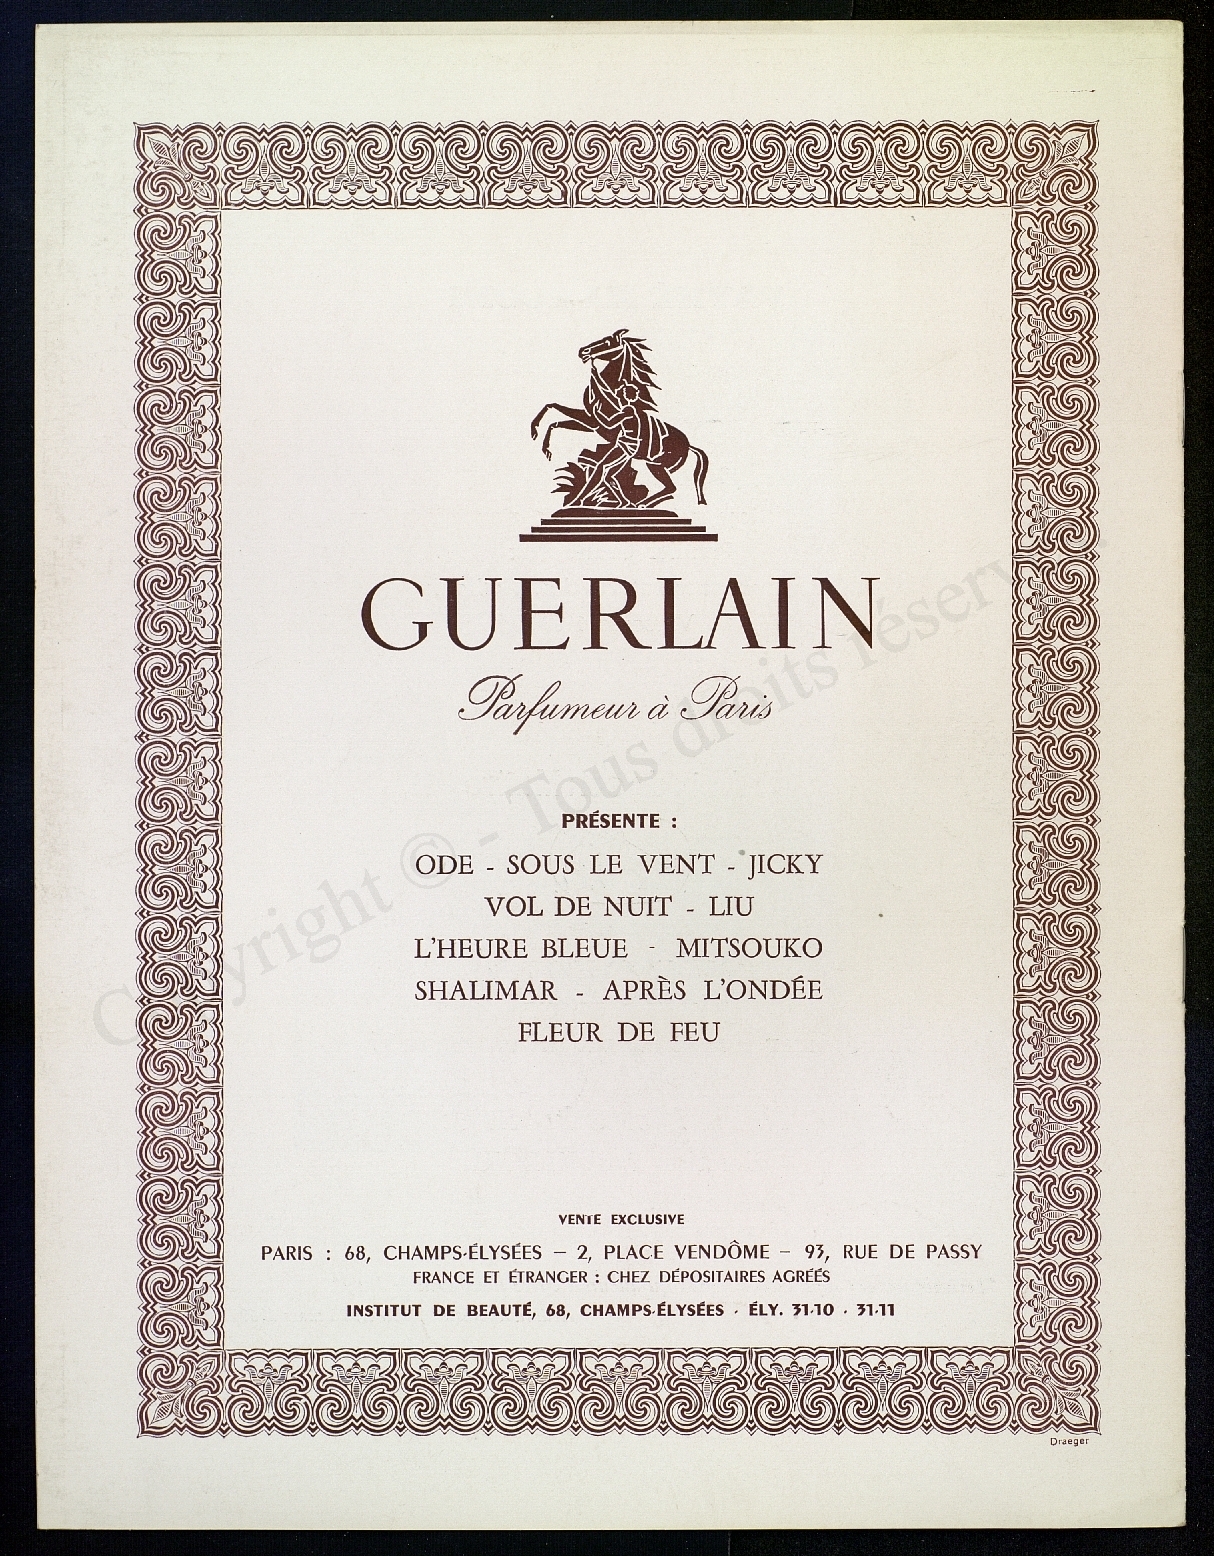 GUERLAIN
Parfumeur à Paris
PRÉSENTE :
ODE - SOUS LE VENT - JICKY
VOL DE NUIT - LIU
L'HEURE BLEUE - MITSOUKO
SHALIMAR - APRÈS L'ONDÉE
FLEUR DE FEU
VENTE EXCLUSIVE
PARIS : 68, CHAMPS-ÉLYSÉES – 2, PLACE VENDÔME – 93, RUE DE PASSY
FRANCE ET ÉTRANGER : CHEZ DÉPOSITAIRES AGRÉÉS
INSTITUT DE BEAUTÉ, 68, CHAMPS-ÉLYSÉES - ÉLY. 31-10 - 31-11
Draeger
Copyright © - Tous droits réserv